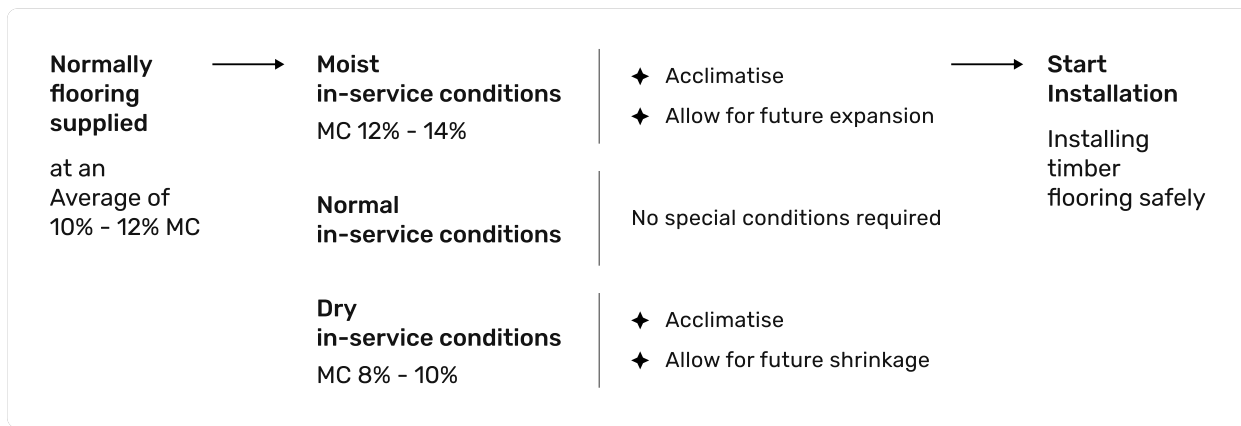 Normally
flooring
supplied
at an
Average of
10% - 12% MC
Moist
in-service conditions
MC 12% - 14%
Acclimatise
Allow for future expansion
Normal
in-service conditions
No special conditions required
Dry
in-service conditions
MC 8% - 10%
Acclimatise
Allow for future shrinkage
Start
Installation
Installing
timber
flooring safely